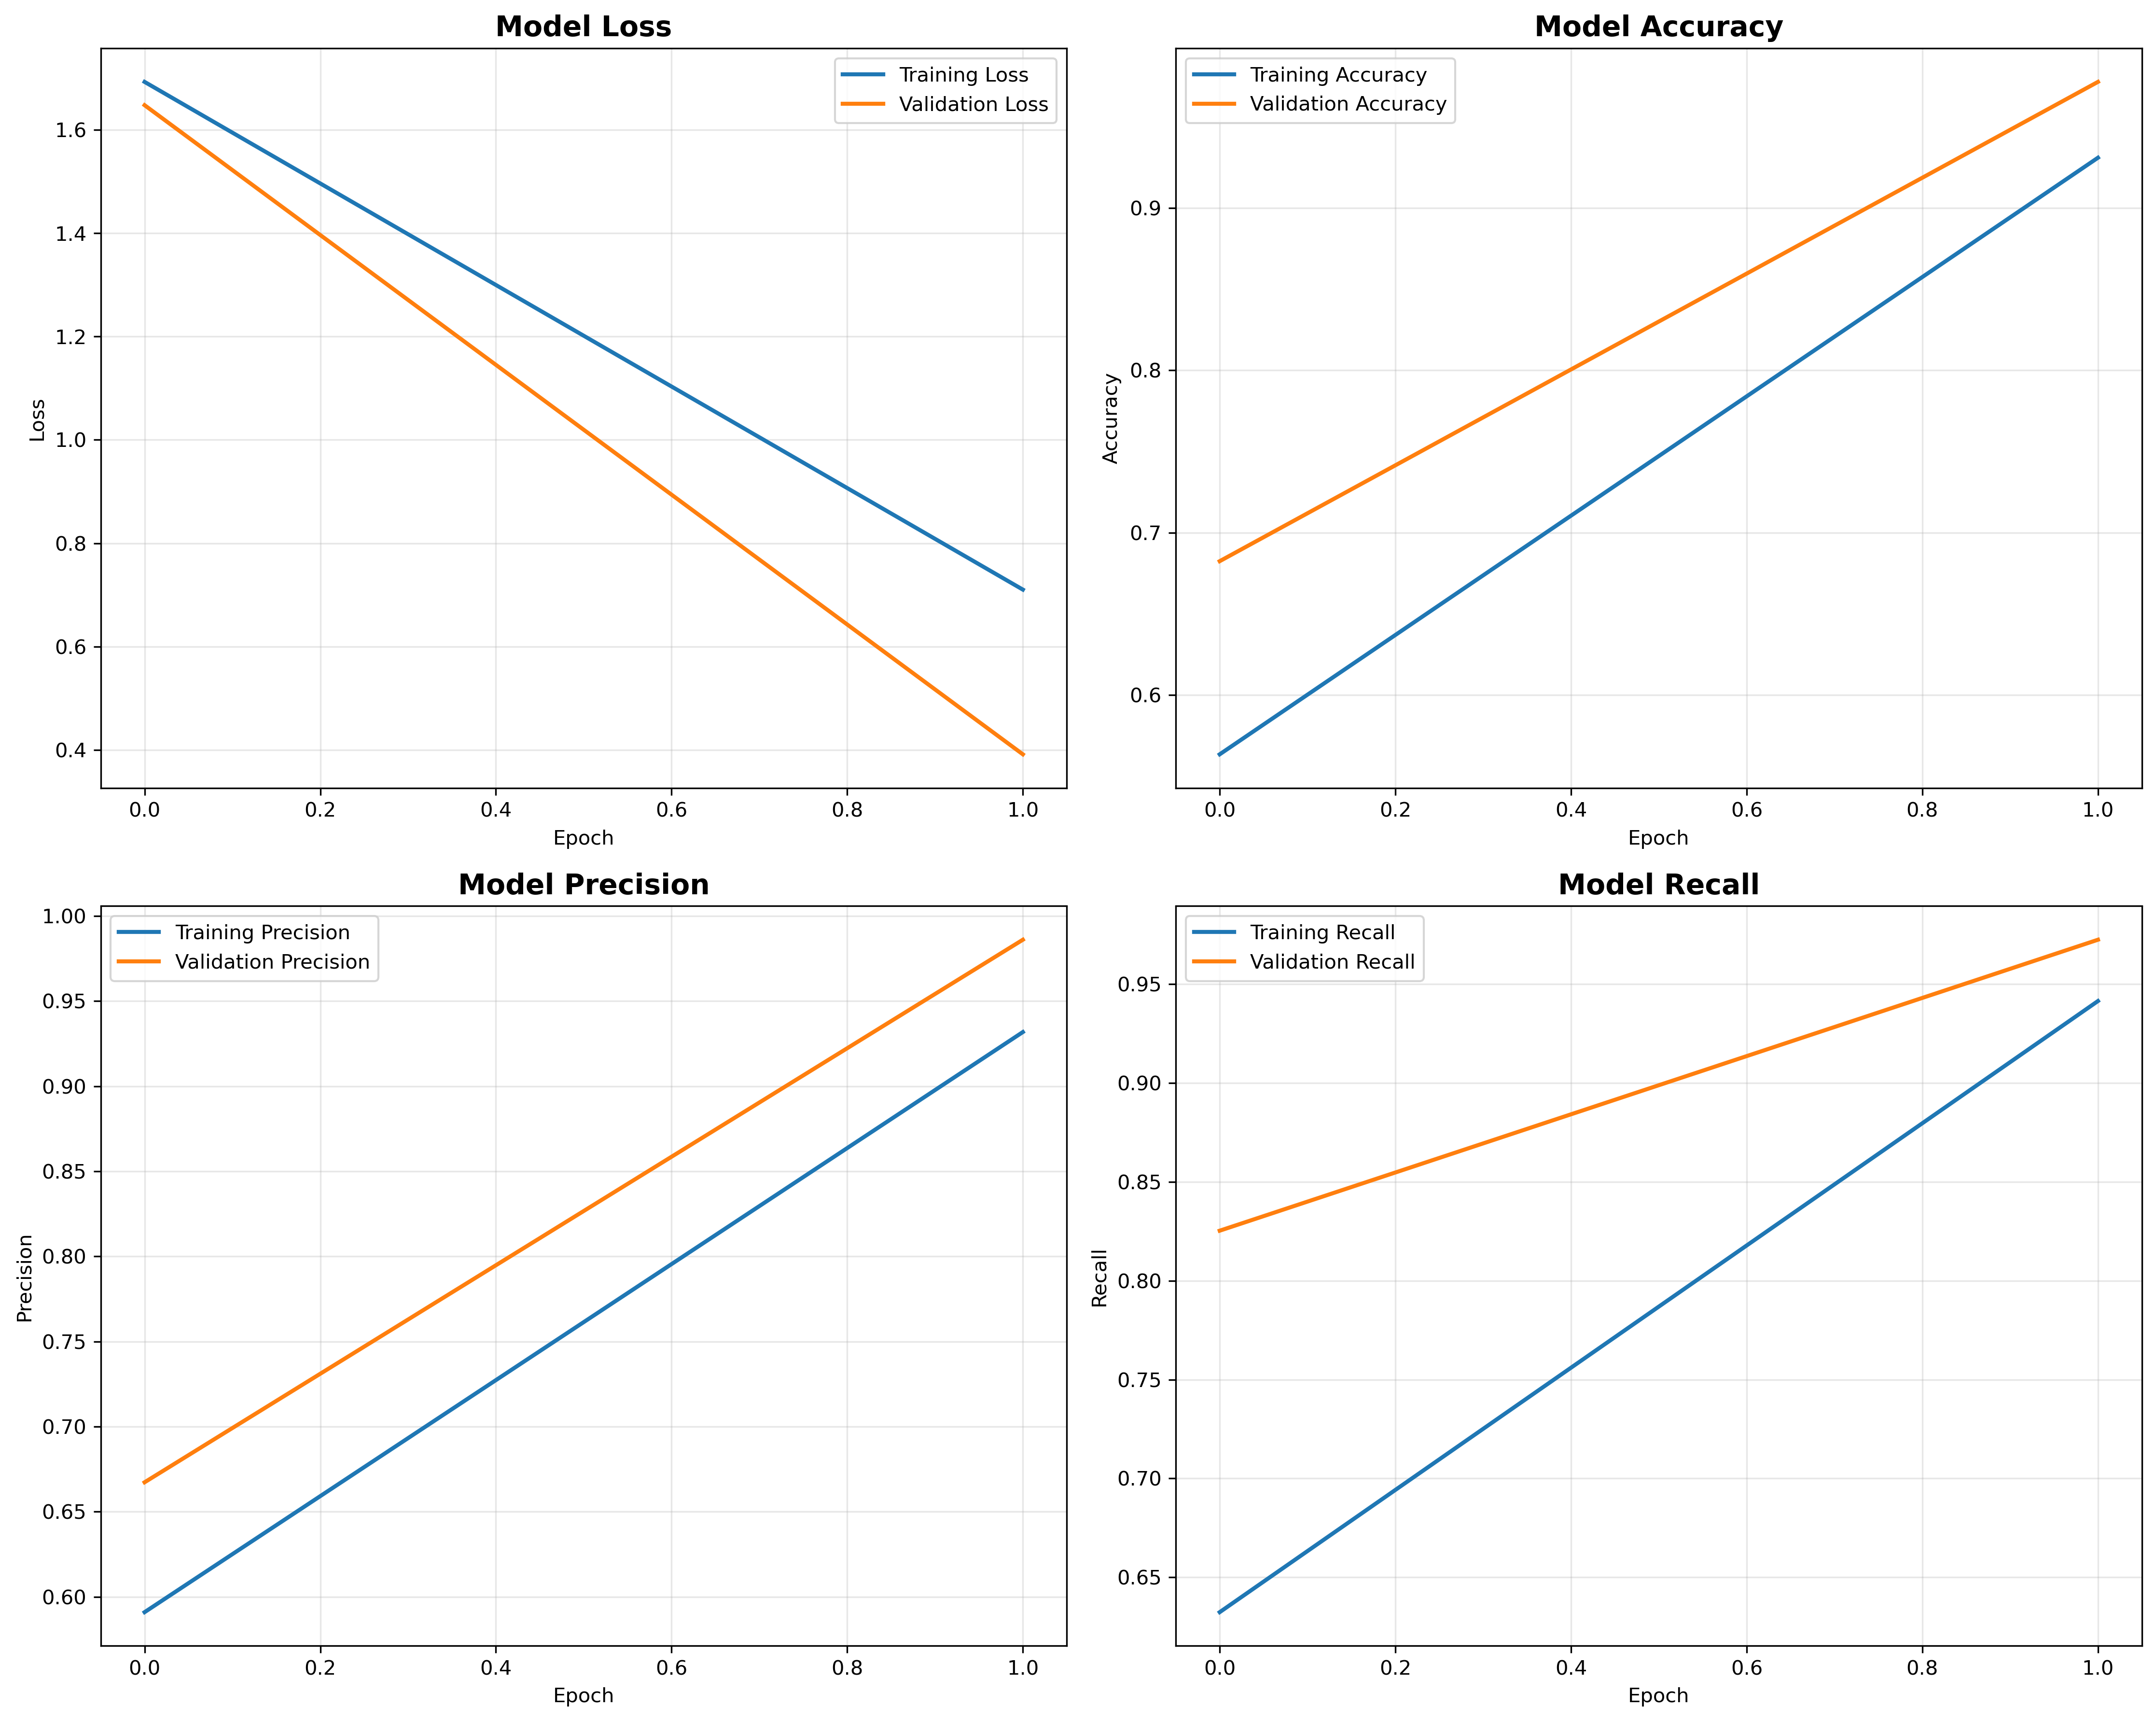 Model Loss
Training Loss
Validation Loss
Loss
1.6
1.4
1.2
1.0
0.8
0.6
0.4
0.0 0.2 0.4 0.6 0.8 1.0
Epoch
Model Accuracy
Training Accuracy
Validation Accuracy
Accuracy
0.9
0.8
0.7
0.6
0.0 0.2 0.4 0.6 0.8 1.0
Epoch
Model Precision
Training Precision
Validation Precision
Precision
1.00
0.95
0.90
0.85
0.80
0.75
0.70
0.65
0.60
0.0 0.2 0.4 0.6 0.8 1.0
Epoch
Model Recall
Training Recall
Validation Recall
Recall
0.95
0.90
0.85
0.80
0.75
0.70
0.65
0.0 0.2 0.4 0.6 0.8 1.0
Epoch